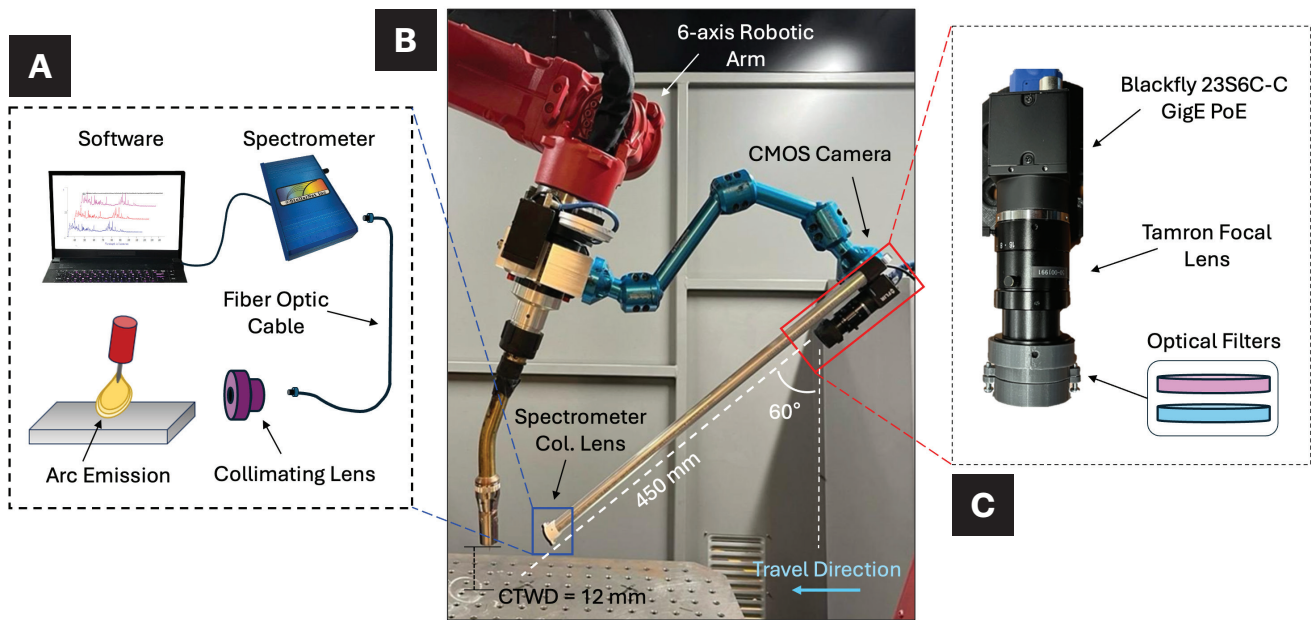 A
Software
Spectrometer
Fiber Optic
Cable
Arc Emission
Collimating Lens
B
6-axis Robotic
Arm
CMOS Camera
60°
Spectrometer
Col. Lens
450 mm
Travel Direction
CTWD = 12 mm
C
Blackfly 23S6C-C
GigE PoE
Tamron Focal
Lens
Optical Filters